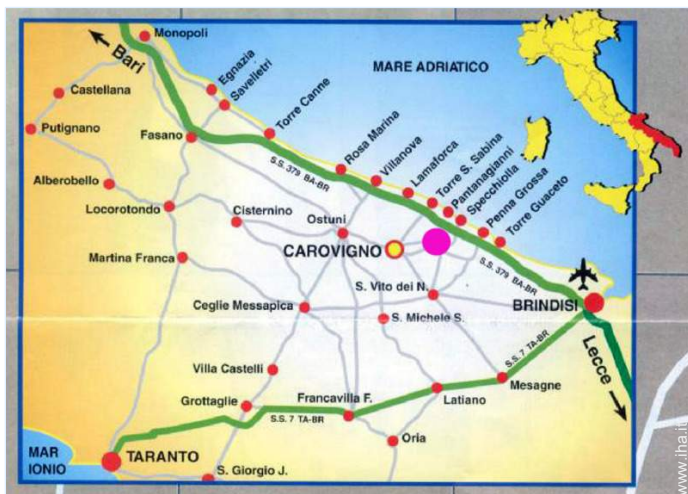 Monopoli
Bari
Egnazia
Savelletri
MARE ADRIATICO
Castellana
Torre Canne
Putignano
Fasano
Rosa Marina
Villanova
S.S. 379 BA-BR
Lamaforca
Torre S. Sabina
Pantanagianni
Specchiolla
Alberobello
Penna Grossa
Torre Guaceto
Locorotondo
Cisternino
Ostuni
CAROVIGNO
Martina Franca
S.S. 379 BA-BR
S. Vito dei N.
BRINDISI
Ceglie Messapica
S. Michele S.
S.S. 7 TA-BR
Lecce
Villa Castelli
Mesagne
Grottaglie
Francavilla F.
Latiano
S.S. 7 TA-BR
Oria
MAR
IONIO
TARANTO
S. Giorgio J.
www.iha.it